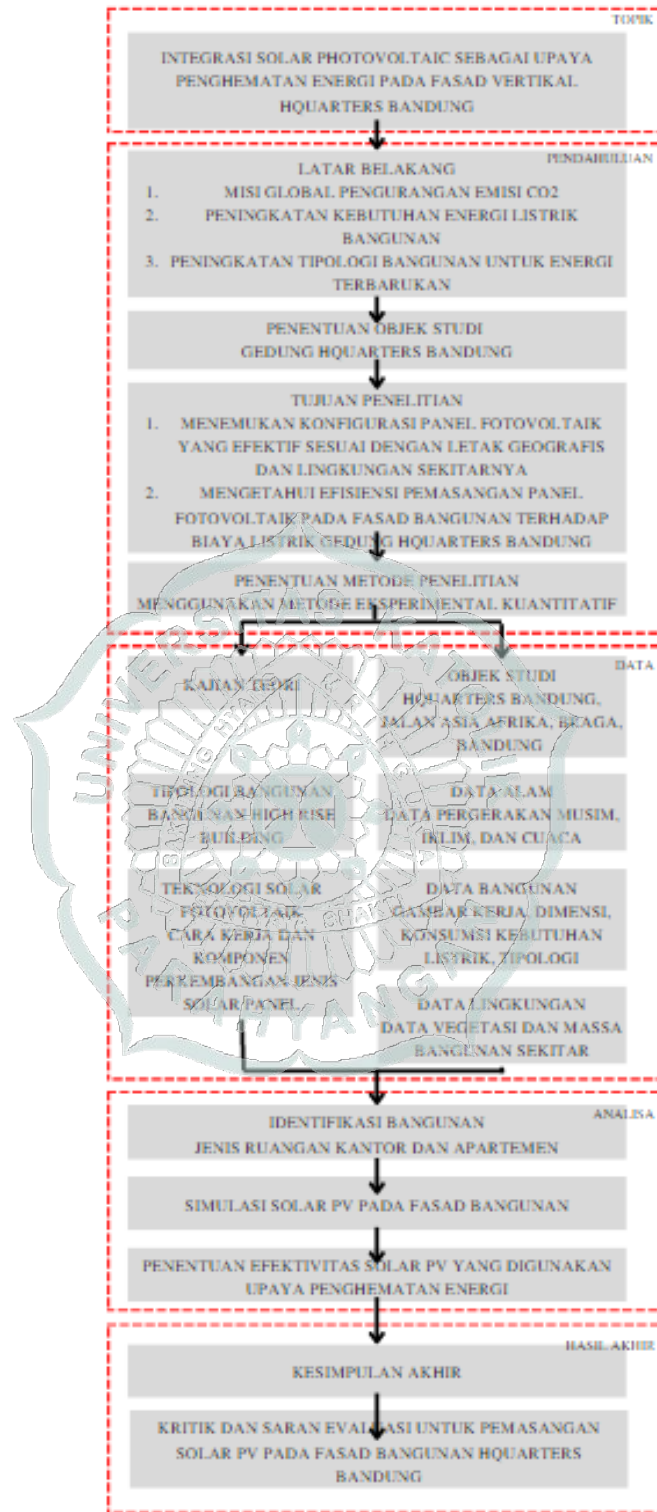 TOPIK
INTEGRASI SOLAR PHOTOVOLTAIC SEBAGAI UPAYA
PENGHEMATAN ENERGI PADA FASAD VERTIKAL
HQUARTERS BANDUNG
PENDAHULUAN
LATAR BELAKANG
1. MISI GLOBAL PENGURANGAN EMISI CO2
2. PENINGKATAN KEBUTUHAN ENERGI LISTRIK
BANGUNAN
3. PENINGKATAN TIPOLOGI BANGUNAN UNTUK ENERGI
TERBARUKAN
PENENTUAN OBJEK STUDI
GEDUNG HQUARTERS BANDUNG
TUJUAN PENELITIAN
1. MENEMUKAN KONFIGURASI PANEL FOTOVOLTAIK
YANG EFEKTIF SESUAI DENGAN LETAK GEOGRAFIS
DAN LINGKUNGAN SEKITARNYA
2. MENGETAHUI EFISIENSI PEMASANGAN PANEL
FOTOVOLTAIK PADA FASAD BANGUNAN TERHADAP
BIAYA LISTRIK GEDUNG HQUARTERS BANDUNG
PENENTUAN METODE PENELITIAN
MENGGUNAKAN METODE EKSPERIMENTAL KUANTITATIF
DATA
KAJIAN TEORI
TIPOLOGI BANGUNAN
BANGUNAN HIGH RISE
BUILDING
TEKNOLOGI SOLAR
FOTOVOLTAIK
CARA KERJA DAN
KOMPONEN
PERKEMBANGAN JENIS
SOLAR PANEL
OBJEK STUDI
HQUARTERS BANDUNG,
JALAN ASIA AFRIKA, BRAGA,
BANDUNG
DATA ALAM
DATA PERGERAKAN MUSIM,
IKLIM, DAN CUACA
DATA BANGUNAN
GAMBAR KERJA, DIMENSI,
KONSUMSI KEBUTUHAN
LISTRIK, TIPOLOGI
DATA LINGKUNGAN
DATA VEGETASI DAN MASSA
BANGUNAN SEKITAR
UNIVERSITAS KATOLIK
PARAHYANGAN
ANALISA
IDENTIFIKASI BANGUNAN
JENIS RUANGAN KANTOR DAN APARTEMEN
SIMULASI SOLAR PV PADA FASAD BANGUNAN
PENENTUAN EFEKTIVITAS SOLAR PV YANG DIGUNAKAN
UPAYA PENGHEMATAN ENERGI
HASIL AKHIR
KESIMPULAN AKHIR
KRITIK DAN SARAN EVALUASI UNTUK PEMASANGAN
SOLAR PV PADA FASAD BANGUNAN HQUARTERS
BANDUNG